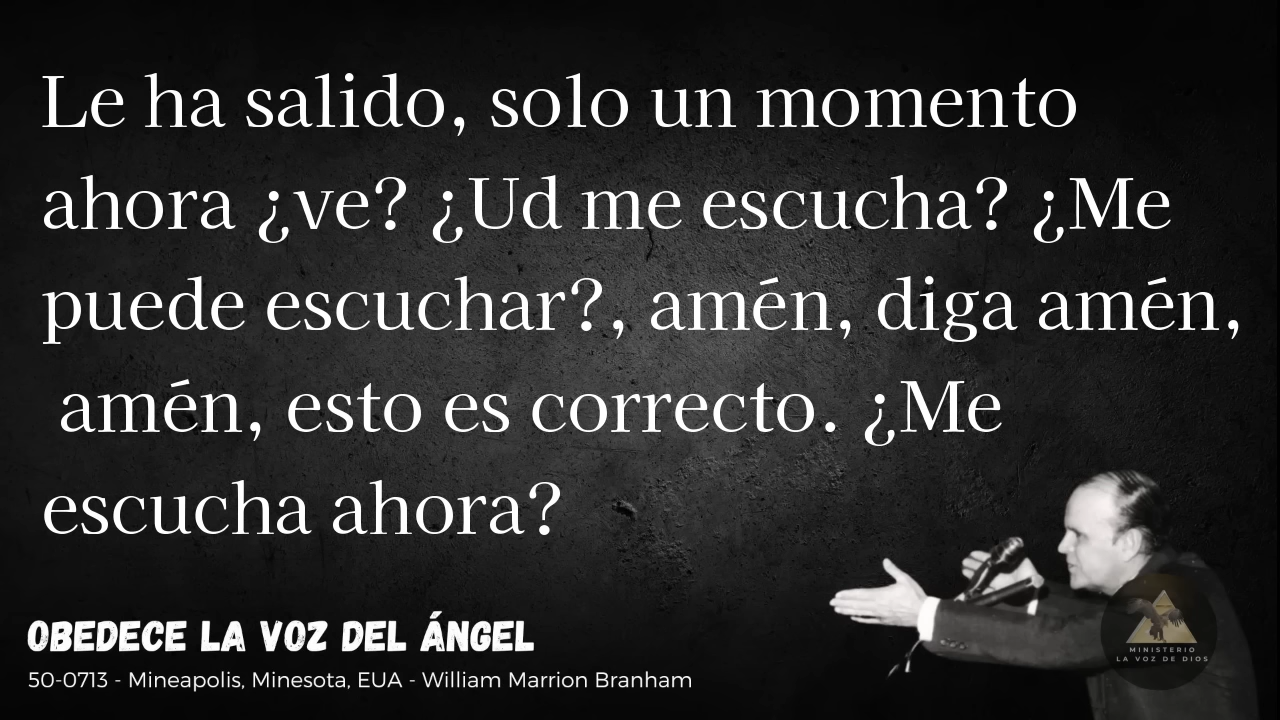 Le ha salido, solo un momento
ahora ¿ve? ¿Ud me escucha? ¿Me
puede escuchar?, amén, diga amén,
amén, esto es correcto. ¿Me
escucha ahora?
OBEDECE LA VOZ DEL ÁNGEL
50-0713 - Mineapolis, Minesota, EUA - William Marrion Branham
MINISTERIO
LA VOZ DE DIOS